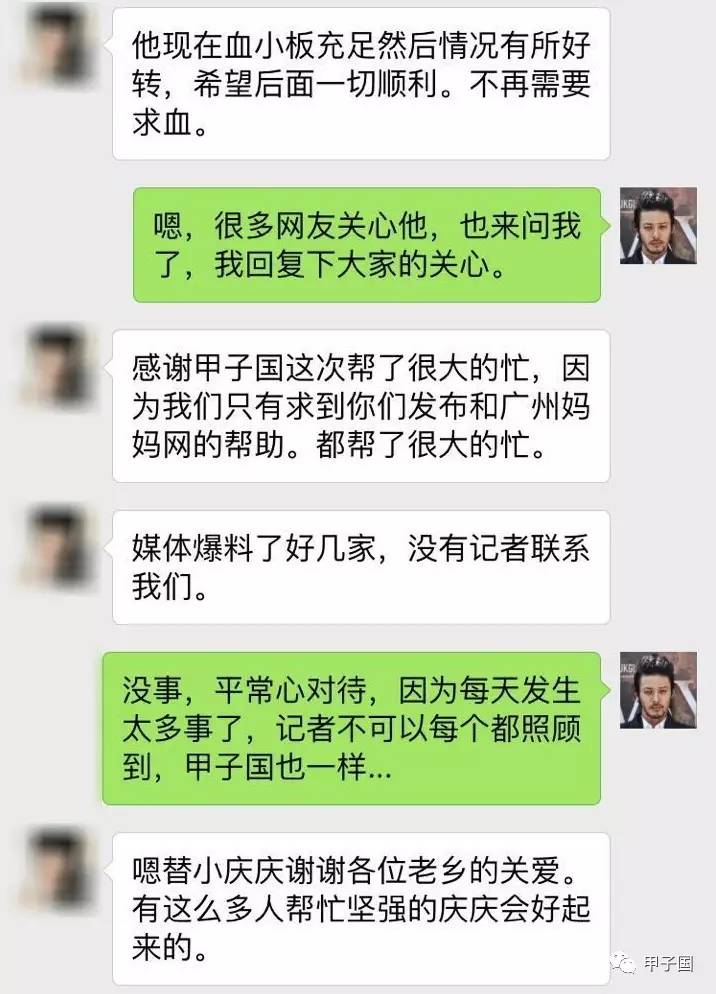 他现在血小板充足然后情况有所好
转，希望后面一切顺利。不再需要
求血。
嗯，很多网友关心他，也来问我
了，我回复下大家的关心。
感谢甲子国这次帮了很大的忙，因
为我们只有求到你们发布和广州妈
妈网的帮助。都帮了很大的忙。
媒体爆料了好几家，没有记者联系
我们。
没事，平常心对待，因为每天发生
太多事了，记者不可以每个都照顾
到，甲子国也一样...
嗯替小庆庆谢谢各位老乡的关爱。
有这么多人帮忙坚强的庆庆会好起
来的。
甲子国